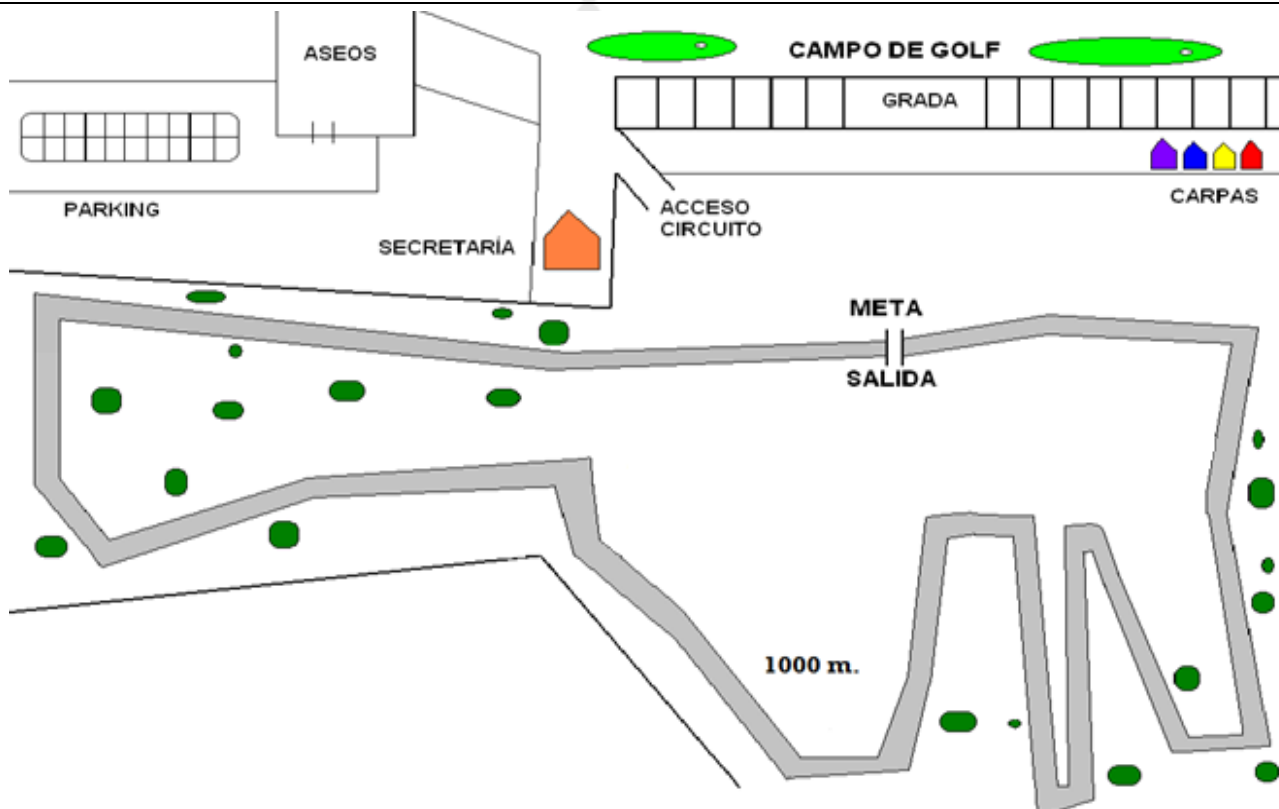 ASEOS
CAMPO DE GOLF
GRADA
PARKING
CARPAS
ACCESO
CIRCUITO
SECRETARÍA
META
SALIDA
1000 m.